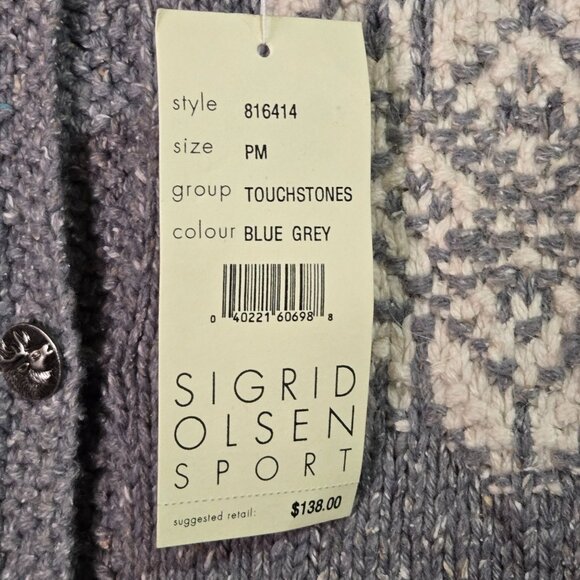 style 816414
size PM
group TOUCHSTONES
colour BLUE GREY
0 40221 60698 8
SIGRID
OLSEN
SPORT
suggested retail: $138.00